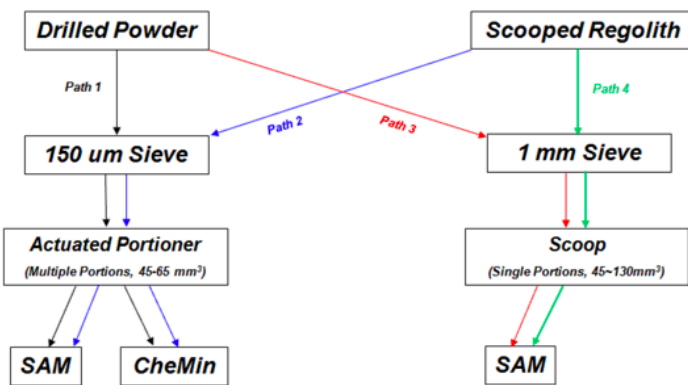 Drilled Powder
Scooped Regolith
Path 1
Path 2
Path 3
Path 4
150 um Sieve
1 mm Sieve
Actuated Portioner
(Multiple Portions, 45-65 mm³)
Scoop
(Single Portions, 45~130mm³)
SAM
CheMin
SAM